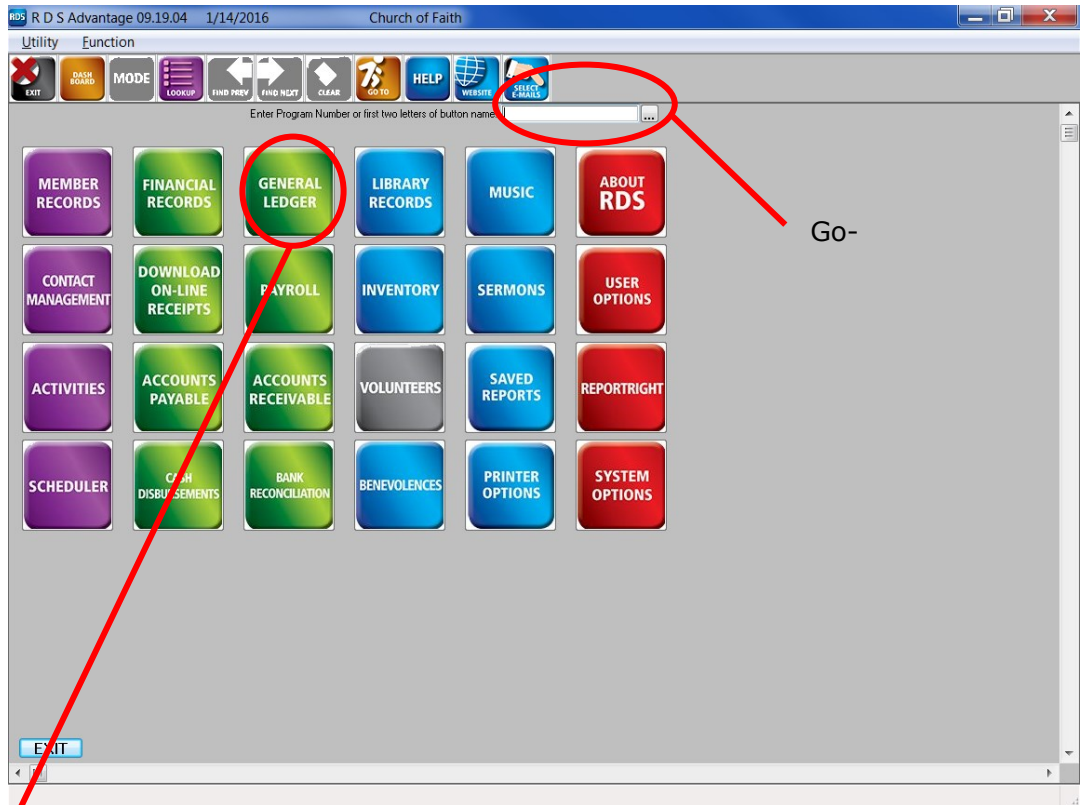 RDS R D S Advantage 09.19.04 1/14/2016 Church of Faith
Utility Function
EXIT
DASH
BOARD
MODE
LOOKUP
FIND PREV
FIND NEXT
CLEAR
GO TO
HELP
WEBSITE
SELECT
E-MAILS
Enter Program Number or first two letters of button name:
...
MEMBER
RECORDS
FINANCIAL
RECORDS
GENERAL
LEDGER
LIBRARY
RECORDS
MUSIC
ABOUT
RDS
Go-
CONTACT
MANAGEMENT
DOWNLOAD
ON-LINE
RECEIPTS
PAYROLL
INVENTORY
SERMONS
USER
OPTIONS
ACTIVITIES
ACCOUNTS
PAYABLE
ACCOUNTS
RECEIVABLE
VOLUNTEERS
SAVED
REPORTS
REPORTRIGHT
SCHEDULER
CASH
DISBURSEMENTS
BANK
RECONCILIATION
BENEVOLENCES
PRINTER
OPTIONS
SYSTEM
OPTIONS
EXIT